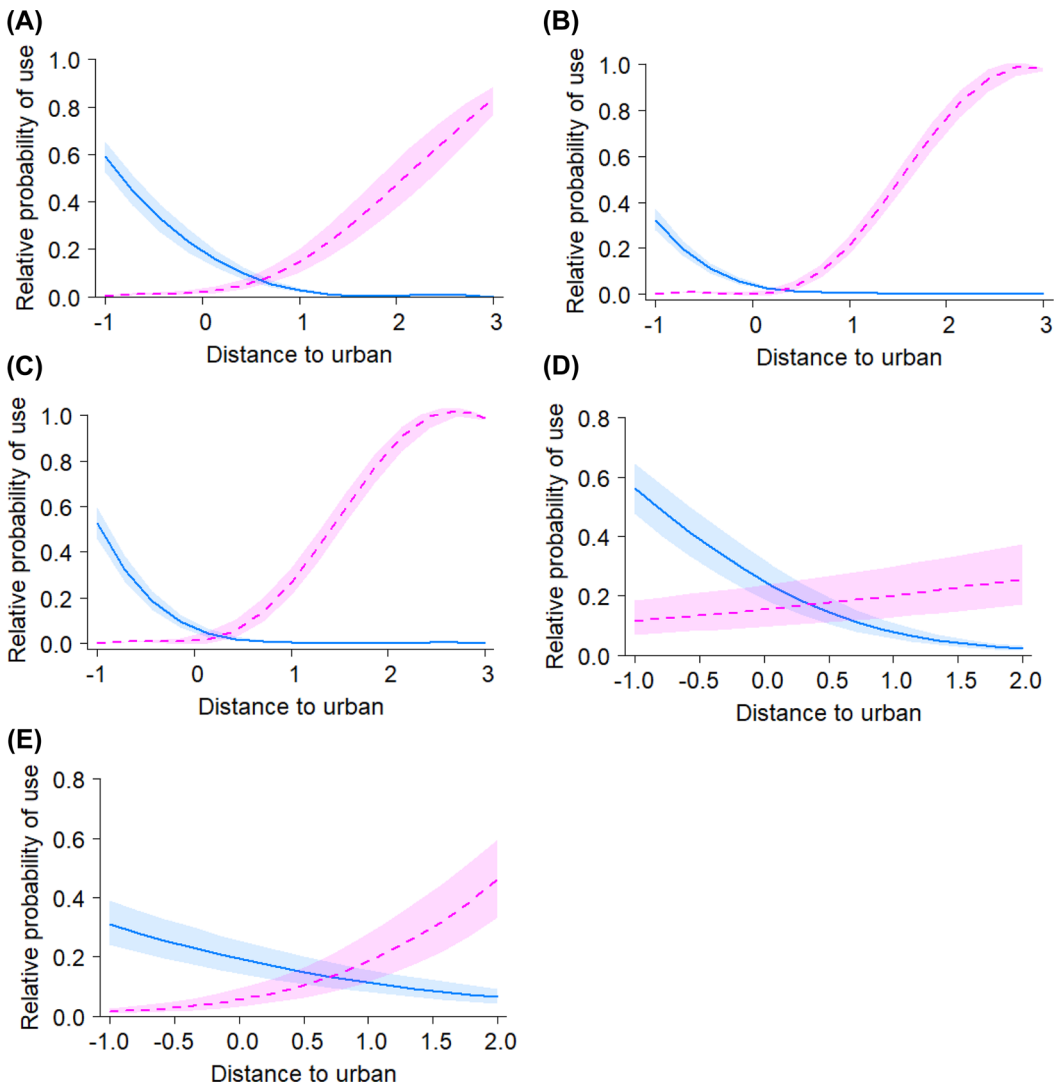 (A)
Relative probability of use
1.0
0.8
0.6
0.4
0.2
0.0
-1 0 1 2 3
Distance to urban
(B)
Relative probability of use
1.0
0.8
0.6
0.4
0.2
0.0
-1 0 1 2 3
Distance to urban
(C)
Relative probability of use
1.0
0.8
0.6
0.4
0.2
0.0
-1 0 1 2 3
Distance to urban
(D)
Relative probability of use
0.8
0.6
0.4
0.2
0.0
-1.0 -0.5 0.0 0.5 1.0 1.5 2.0
Distance to urban
(E)
Relative probability of use
0.8
0.6
0.4
0.2
0.0
-1.0 -0.5 0.0 0.5 1.0 1.5 2.0
Distance to urban